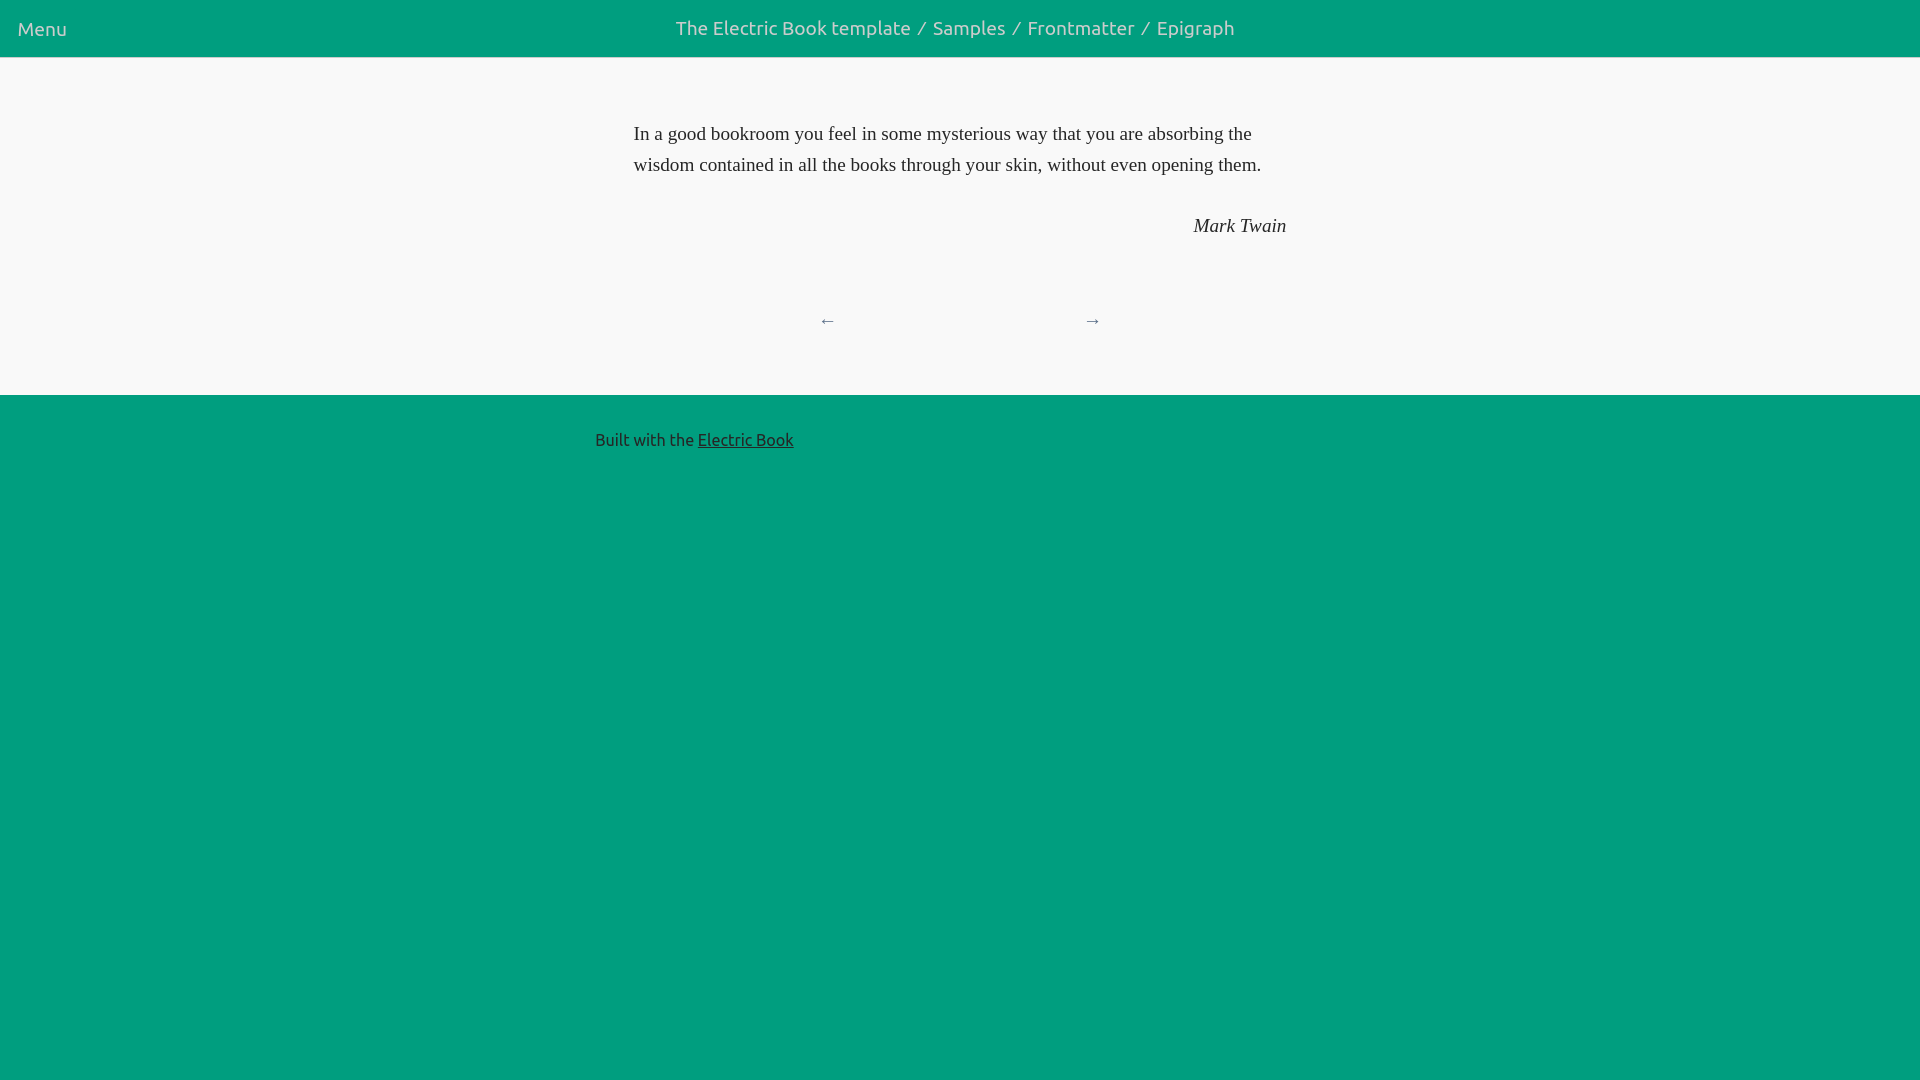 Menu
The Electric Book template / Samples / Frontmatter / Epigraph
In a good bookroom you feel in some mysterious way that you are absorbing the
wisdom contained in all the books through your skin, without even opening them.
Mark Twain
← →
Built with the Electric Book